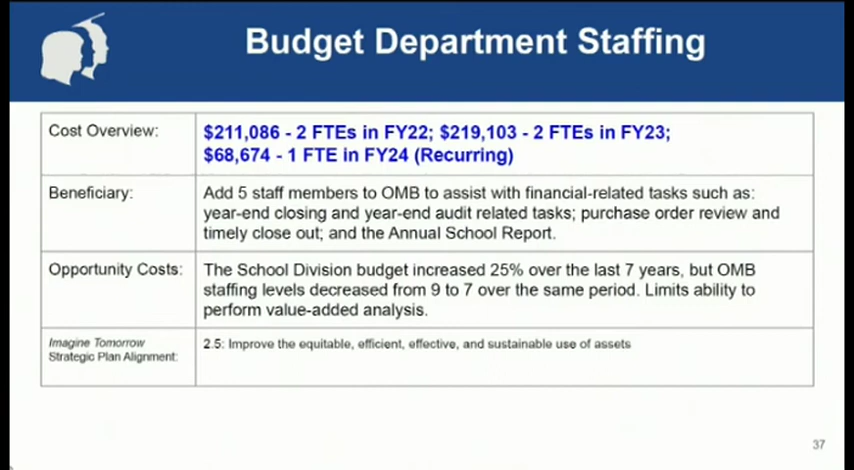 Budget Department Staffing
Cost Overview:
$211,086 - 2 FTEs in FY22; $219,103 - 2 FTEs in FY23;
$68,674 - 1 FTE in FY24 (Recurring)
Beneficiary:
Add 5 staff members to OMB to assist with financial-related tasks such as:
year-end closing and year-end audit related tasks; purchase order review and
timely close out; and the Annual School Report.
Opportunity Costs:
The School Division budget increased 25% over the last 7 years, but OMB
staffing levels decreased from 9 to 7 over the same period. Limits ability to
perform value-added analysis.
Imagine Tomorrow
Strategic Plan Alignment:
2.5: Improve the equitable, efficient, effective, and sustainable use of assets
37